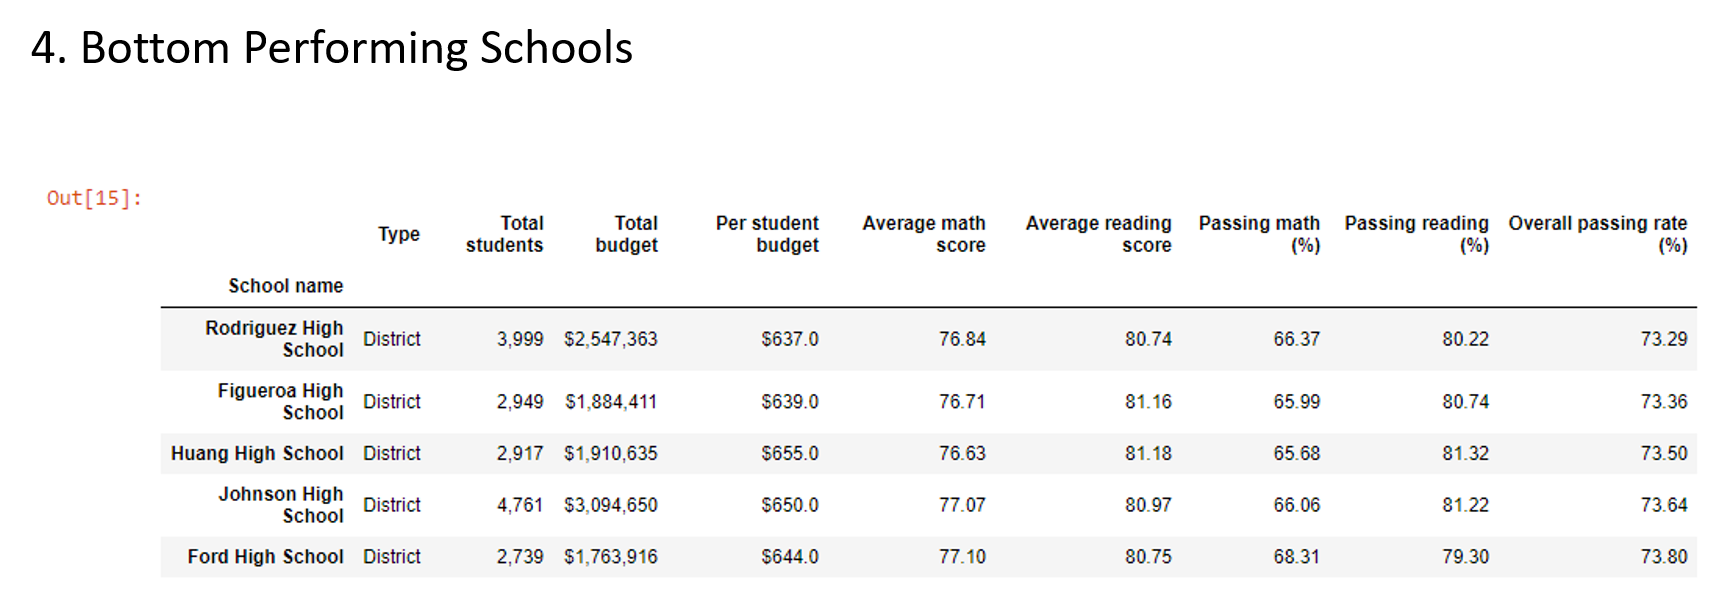 4. Bottom Performing Schools
Out[15]:
Type Total students Total budget Per student budget Average math score Average reading score Passing math (%) Passing reading (%) Overall passing rate (%)
School name
Rodriguez High School District 3,999 $2,547,363 $637.0 76.84 80.74 66.37 80.22 73.29
Figueroa High School District 2,949 $1,884,411 $639.0 76.71 81.16 65.99 80.74 73.36
Huang High School District 2,917 $1,910,635 $655.0 76.63 81.18 65.68 81.32 73.50
Johnson High School District 4,761 $3,094,650 $650.0 77.07 80.97 66.06 81.22 73.64
Ford High School District 2,739 $1,763,916 $644.0 77.10 80.75 68.31 79.30 73.80